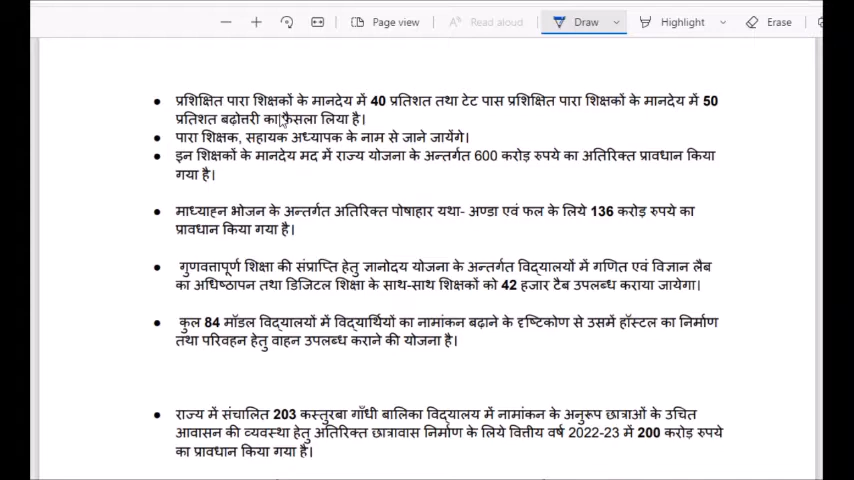 Page view
Read aloud
Draw
Highlight
Erase
प्रशिक्षित पारा शिक्षकों के मानदेय में 40 प्रतिशत तथा टेट पास प्रशिक्षित पारा शिक्षकों के मानदेय में 50
प्रतिशत बढ़ोत्तरी का फैसला लिया है।
पारा शिक्षक, सहायक अध्यापक के नाम से जाने जायेंगे।
इन शिक्षकों के मानदेय मद में राज्य योजना के अन्तर्गत 600 करोड़ रुपये का अतिरिक्त प्रावधान किया
गया है।
माध्याह्न भोजन के अन्तर्गत अतिरिक्त पोषाहार यथा- अण्डा एवं फल के लिये 136 करोड़ रुपये का
प्रावधान किया गया है।
गुणवत्तापूर्ण शिक्षा की संप्राप्ति हेतु ज्ञानोदय योजना के अन्तर्गत विद्यालयों में गणित एवं विज्ञान लैब
का अधिष्ठापन तथा डिजिटल शिक्षा के साथ-साथ शिक्षकों को 42 हजार टैब उपलब्ध कराया जायेगा।
कुल 84 मॉडल विद्यालयों में विद्यार्थियों का नामांकन बढ़ाने के दृष्टिकोण से उसमें हॉस्टल का निर्माण
तथा परिवहन हेतु वाहन उपलब्ध कराने की योजना है।
राज्य में संचालित 203 कस्तुरबा गाँधी बालिका विद्यालय में नामांकन के अनुरूप छात्राओं के उचित
आवासन की व्यवस्था हेतु अतिरिक्त छात्रावास निर्माण के लिये वित्तीय वर्ष 2022-23 में 200 करोड़ रुपये
का प्रावधान किया गया है।